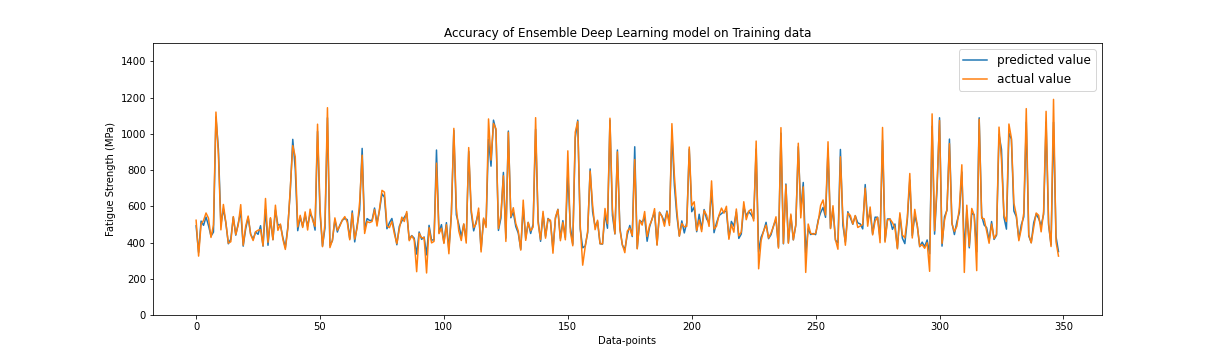 Accuracy of Ensemble Deep Learning model on Training data
predicted value
actual value
Fatigue Strength (MPa)
1400
1200
1000
800
600
400
200
0
0 50 100 150 200 250 300 350
Data-points